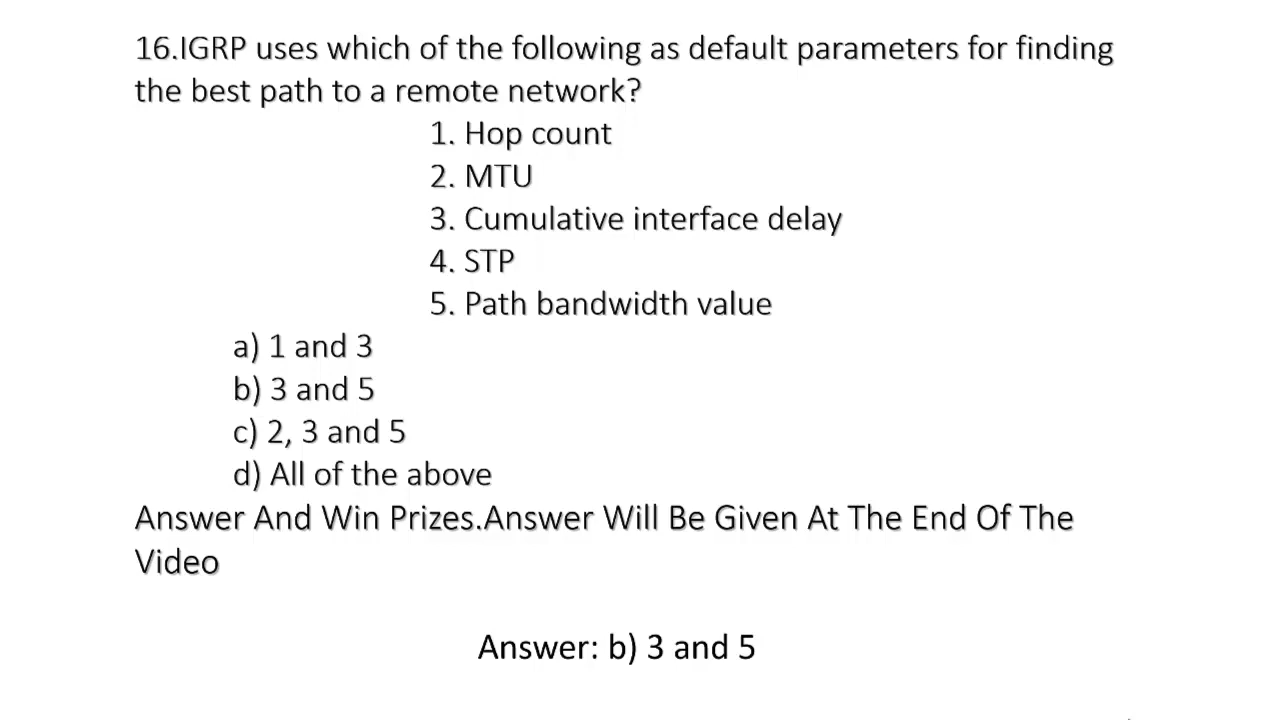 16.IGRP uses which of the following as default parameters for finding
the best path to a remote network?
1. Hop count
2. MTU
3. Cumulative interface delay
4. STP
5. Path bandwidth value
a) 1 and 3
b) 3 and 5
c) 2, 3 and 5
d) All of the above
Answer And Win Prizes.Answer Will Be Given At The End Of The
Video
Answer: b) 3 and 5